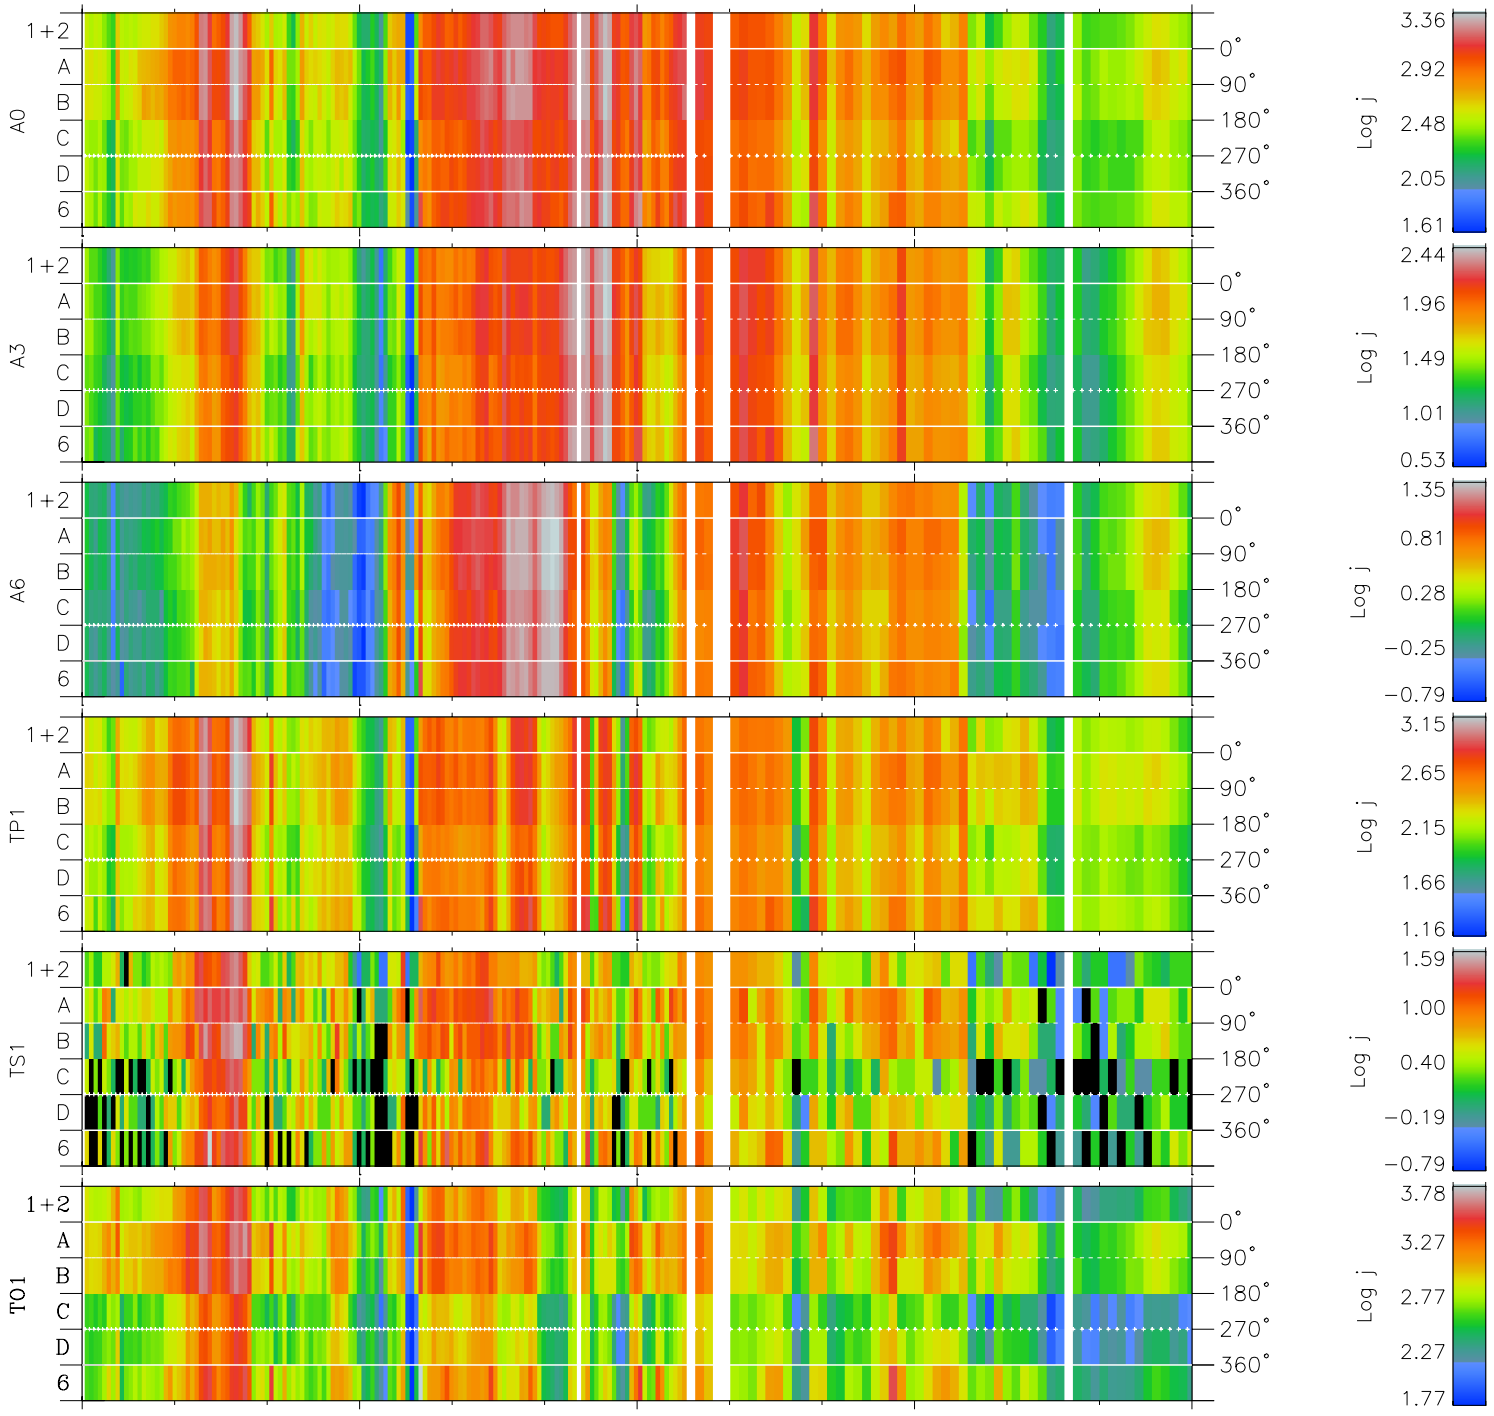 A0
1+2
A
B
C
D
6
0°
90°
180°
270°
360°
Log j
3.36
2.92
2.48
2.05
1.61
A3
1+2
A
B
C
D
6
0°
90°
180°
270°
360°
Log j
2.44
1.96
1.49
1.01
0.53
A6
1+2
A
B
C
D
6
0°
90°
180°
270°
360°
Log j
1.35
0.81
0.28
−0.25
−0.79
TP1
1+2
A
B
C
D
6
0°
90°
180°
270°
360°
Log j
3.15
2.65
2.15
1.66
1.16
TS1
1+2
A
B
C
D
6
0°
90°
180°
270°
360°
Log j
1.59
1.00
0.40
−0.19
−0.79
TO1
1+2
A
B
C
D
6
0°
90°
180°
270°
360°
Log j
3.78
3.27
2.77
2.27
1.77